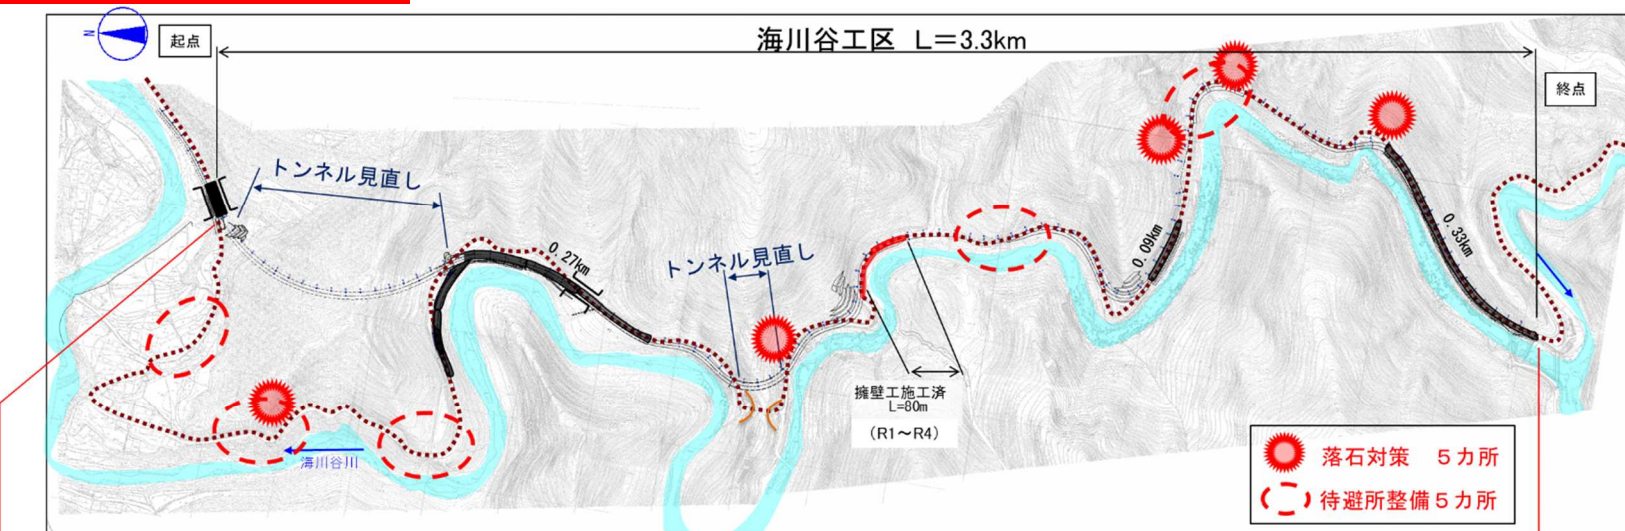 N
起点
海川谷工区 L=3.3km
終点
トンネル見直し
0.27km
トンネル見直し
0.09km
0.33km
擁壁工施工済
L=80m
(R1～R4)
海川谷川
落石対策 5カ所
待避所整備5カ所